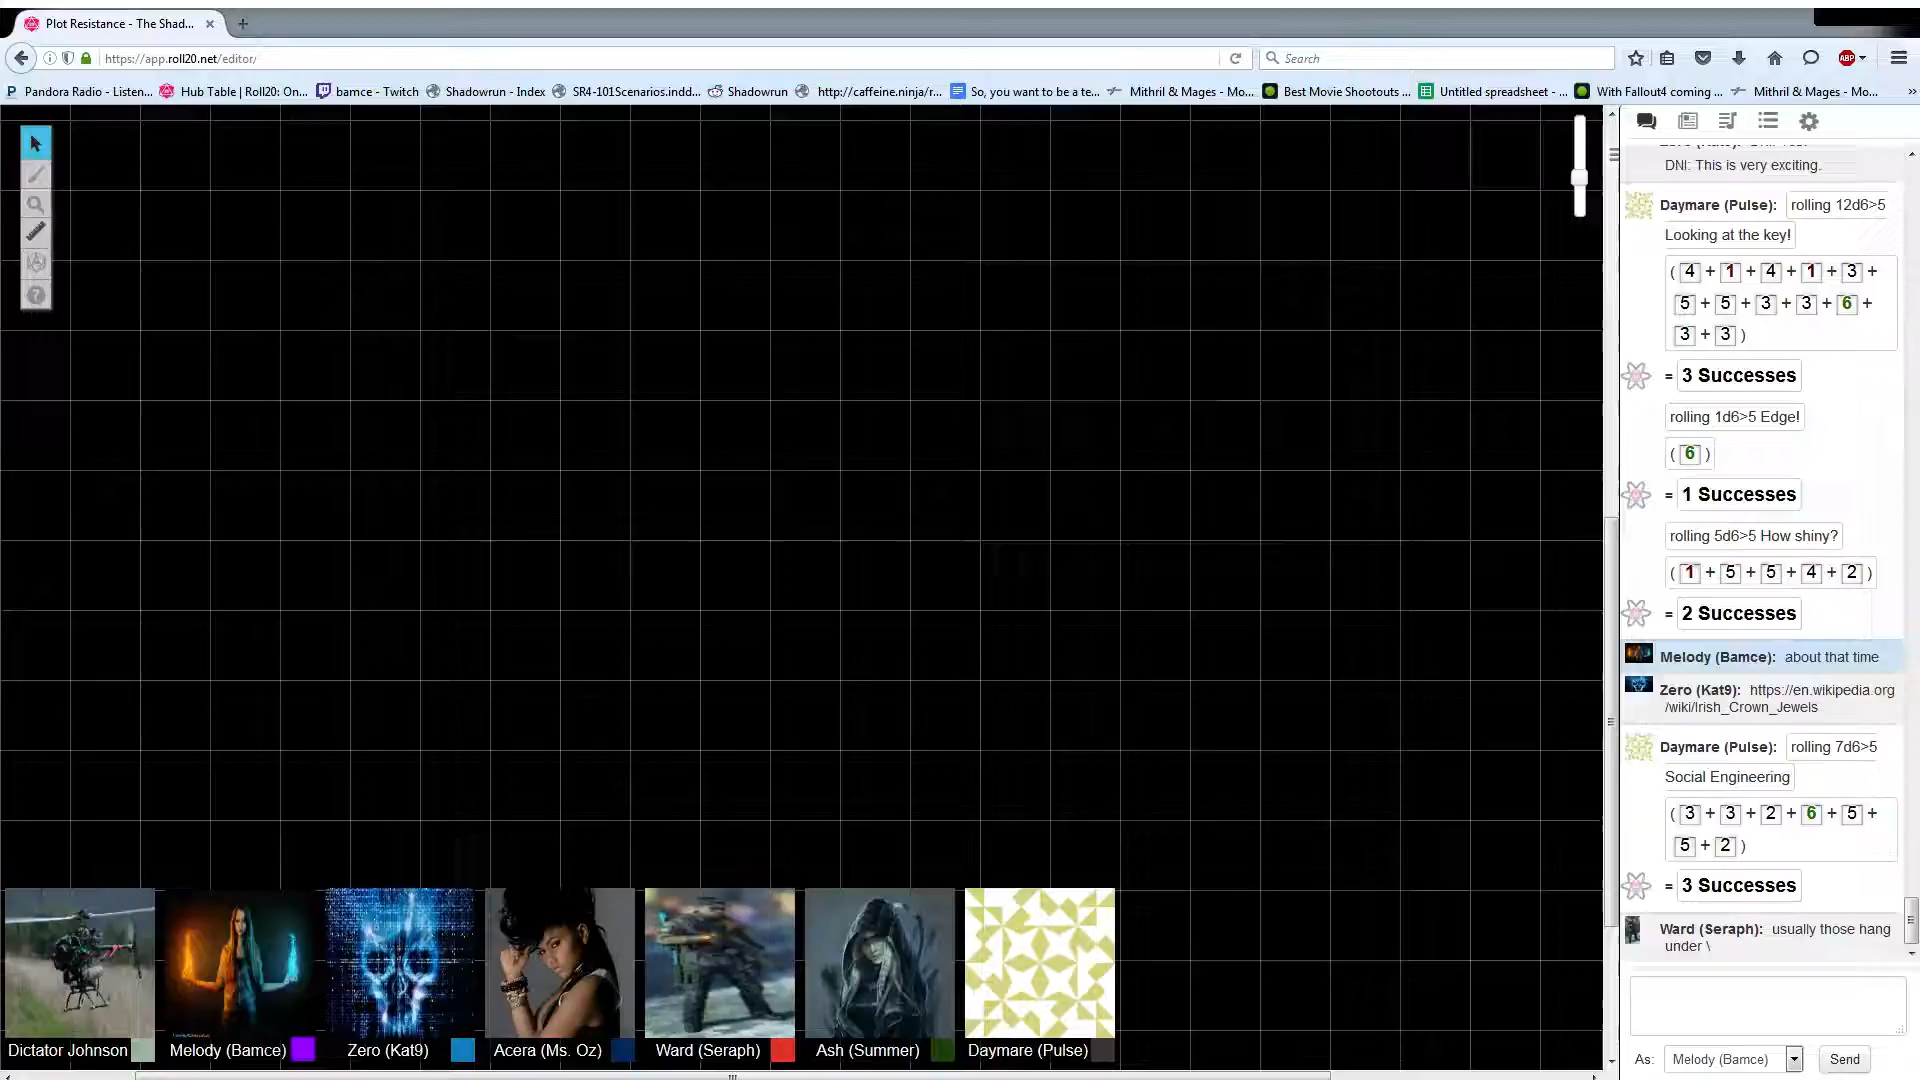 Plot Resistance - The Shad...
https://app.roll20.net/editor/
Search
ABP
Pandora Radio - Listen...
Hub Table | Roll20: On...
bamce - Twitch
Shadowrun - Index
SR4-101Scenarios.indd...
Shadowrun
http://caffeine.ninja/r...
So, you want to be a te...
Mithril & Mages - Mo...
Best Movie Shootouts ...
Untitled spreadsheet - ...
With Fallout4 coming ...
Mithril & Mages - Mo...
DNI: This is very exciting.
Daymare (Pulse): rolling 12d6>5
Looking at the key!
( 4 + 1 + 4 + 1 + 3 +
5 + 5 + 3 + 3 + 6 +
3 + 3 )
= 3 Successes
rolling 1d6>5 Edge!
( 6 )
= 1 Successes
rolling 5d6>5 How shiny?
( 1 + 5 + 5 + 4 + 2 )
= 2 Successes
Melody (Bamce): about that time
Zero (Kat9): https://en.wikipedia.org
/wiki/Irish_Crown_Jewels
Daymare (Pulse): rolling 7d6>5
Social Engineering
( 3 + 3 + 2 + 6 + 5 +
5 + 2 )
= 3 Successes
Ward (Seraph): usually those hang
under \
As: Melody (Bamce) Send
Dictator Johnson
Melody (Bamce)
Zero (Kat9)
Acera (Ms. Oz)
Ward (Seraph)
Ash (Summer)
Daymare (Pulse)